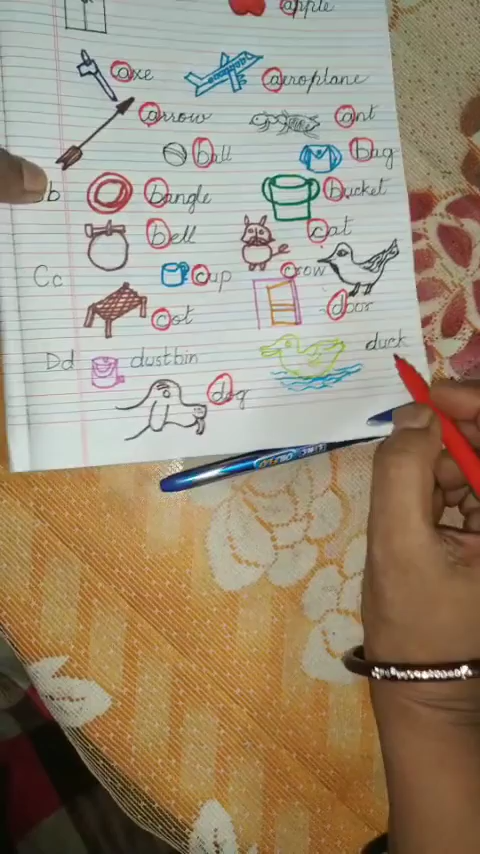 apple
axe aeroplane
arrow ant
ball bag
Bb bangle bucket
bell cat
Cc cup crow
cot door
Dd dustbin duck
dog